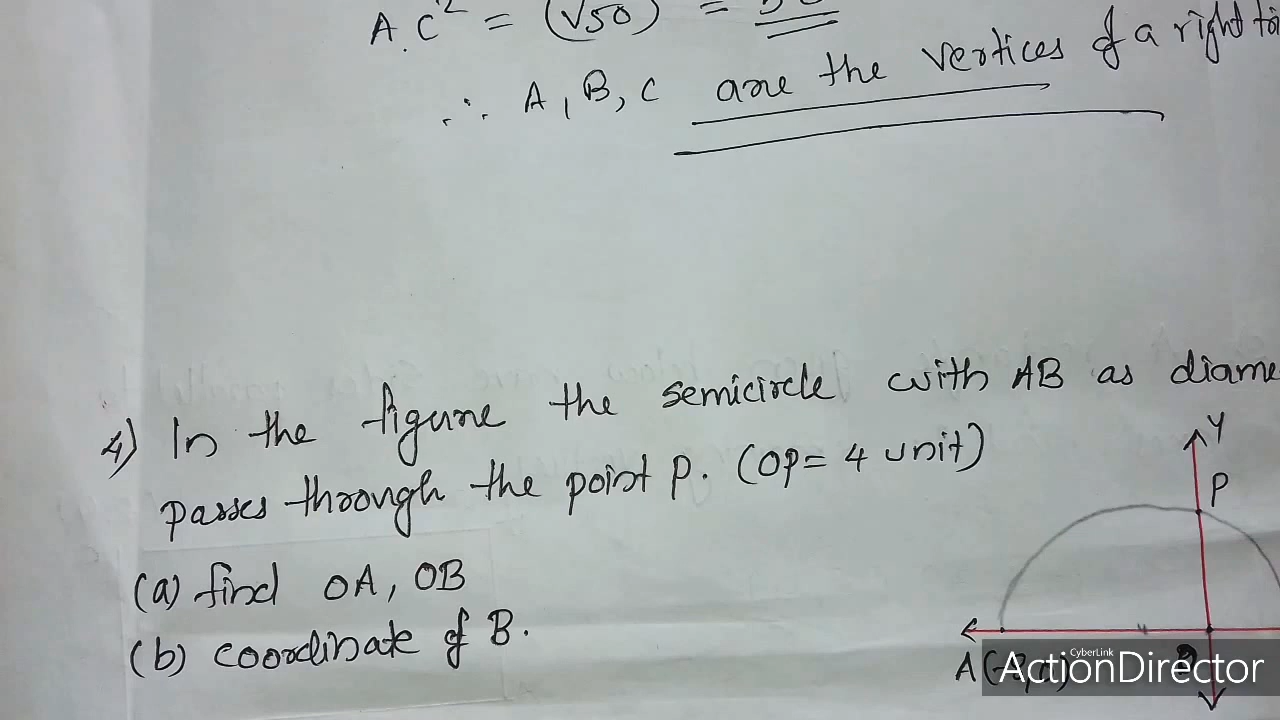 A.C² = (√50) =
∴ A, B, C are the vertices of a right
4) In the figure the semicircle with AB as diame
passes through the point P. (OP= 4 unit)
(a) find OA, OB
(b) coordinate of B.
Y
P
A
CyberLink
ActionDirector